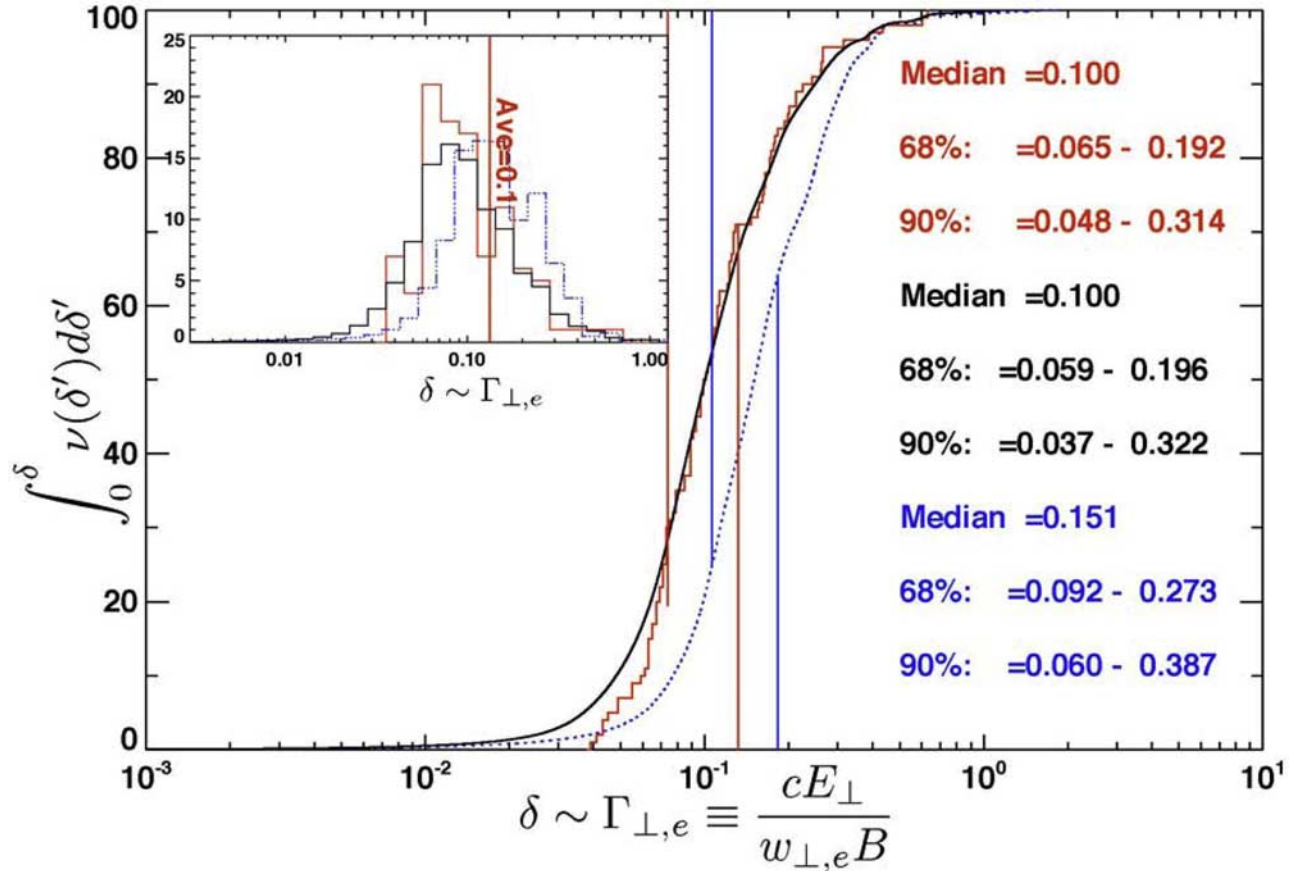 100
80
60
40
20
0
∫₀^δ ν(δ′)dδ′
25
20
15
10
5
0
0.01 0.10 1.00
δ ∼ Γ⊥,e
Ave=0.1
Median =0.100
68%: =0.065 - 0.192
90%: =0.048 - 0.314
Median =0.100
68%: =0.059 - 0.196
90%: =0.037 - 0.322
Median =0.151
68%: =0.092 - 0.273
90%: =0.060 - 0.387
10⁻³ 10⁻² 10⁻¹ 10⁰ 10¹
δ ∼ Γ⊥,e ≡ cE⊥ / w⊥,eB